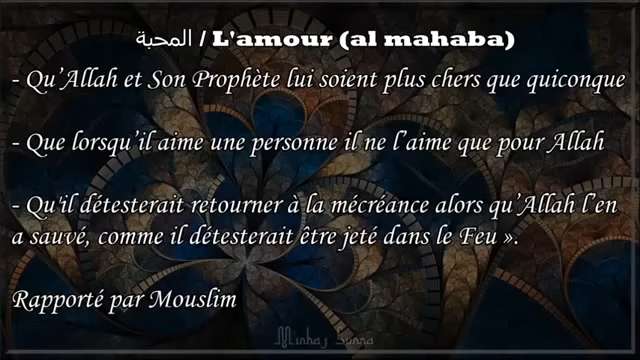 المحبة / L'amour (al mahaba)
- Qu’Allah et Son Prophète lui soient plus chers que quiconque
- Que lorsqu’il aime une personne il ne l’aime que pour Allah
- Qu'il détesterait retourner à la mécréance alors qu’Allah l’en
a sauvé, comme il détesterait être jeté dans le Feu ».
Rapporté par Mouslim
Minhaj Sunna